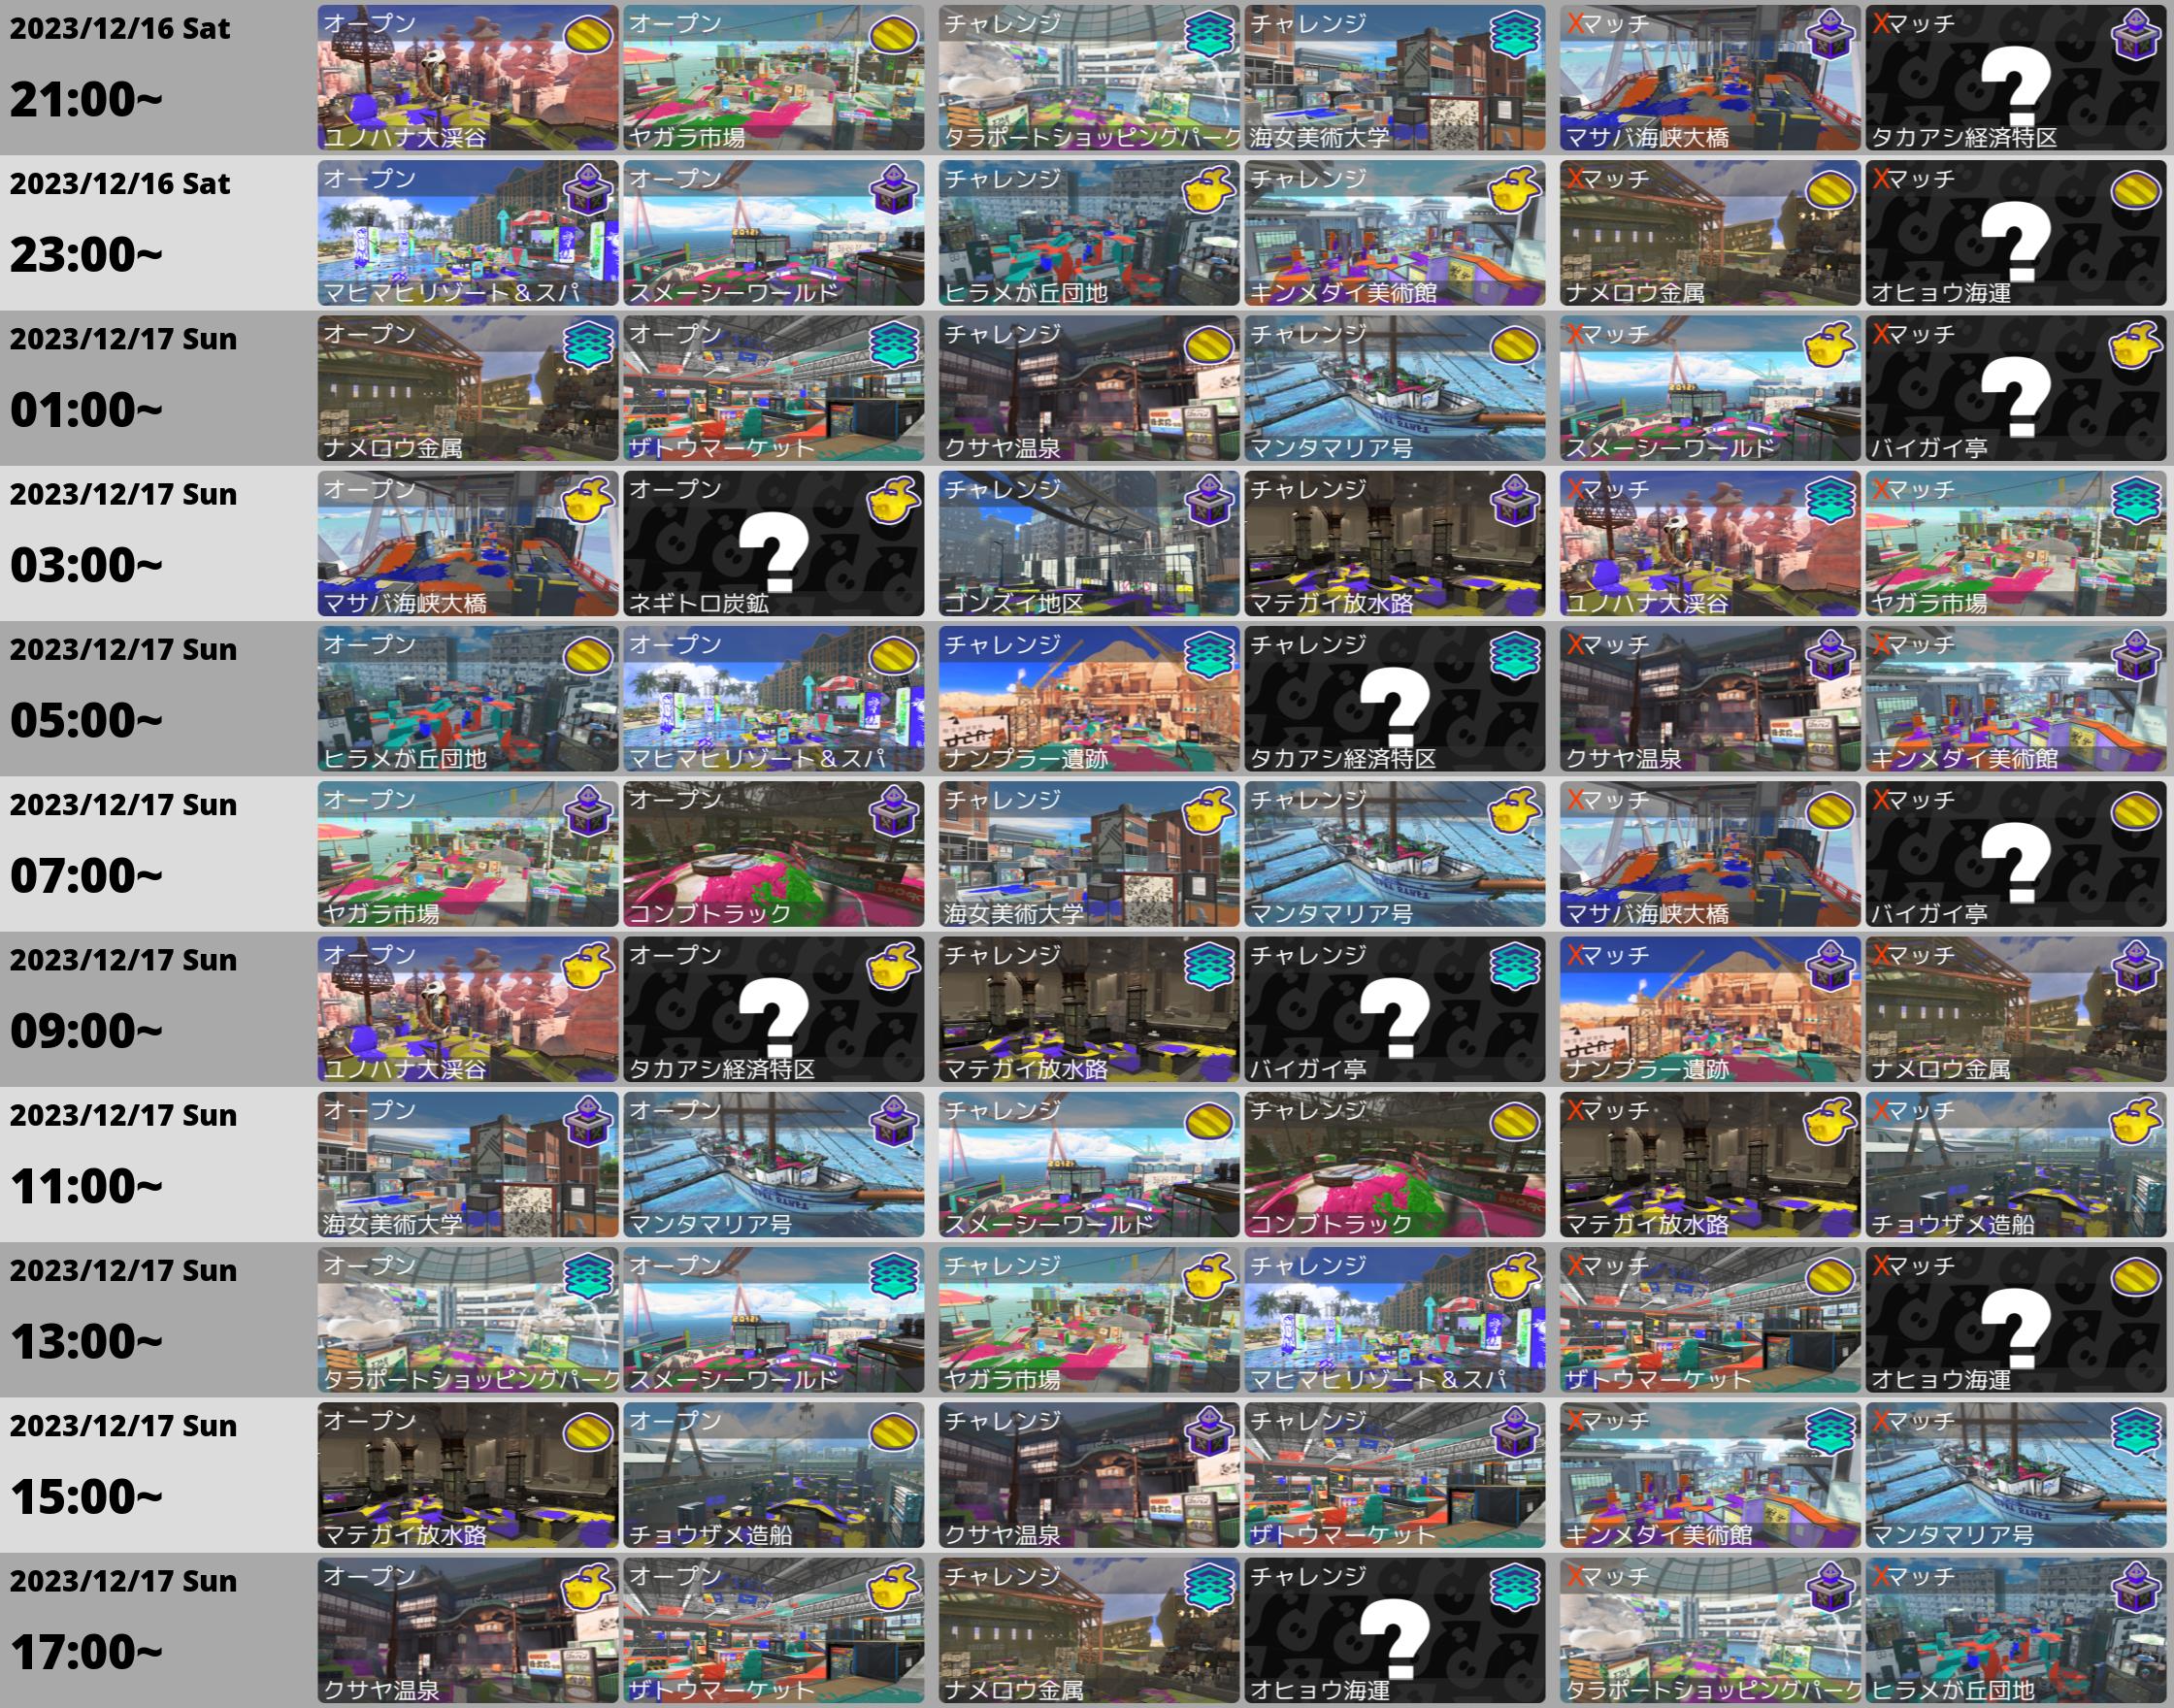 2023/12/16 Sat
21:00~
オープン
ユノハナ大渓谷
オープン
ヤガラ市場
チャレンジ
タラポートショッピングパーク
チャレンジ
海女美術大学
Xマッチ
マサバ海峡大橋
Xマッチ
?
タカアシ経済特区
2023/12/16 Sat
23:00~
オープン
マヒマヒリゾート&スパ
オープン
スメーシーワールド
チャレンジ
ヒラメが丘団地
チャレンジ
キンメダイ美術館
Xマッチ
ナメロウ金属
Xマッチ
?
オヒョウ海運
2023/12/17 Sun
01:00~
オープン
ナメロウ金属
オープン
ザトウマーケット
チャレンジ
クサヤ温泉
チャレンジ
マンタマリア号
Xマッチ
スメーシーワールド
Xマッチ
?
バイガイ亭
2023/12/17 Sun
03:00~
オープン
マサバ海峡大橋
オープン
?
ネギトロ炭鉱
チャレンジ
ゴンズイ地区
チャレンジ
マテガイ放水路
Xマッチ
ユノハナ大渓谷
Xマッチ
ヤガラ市場
2023/12/17 Sun
05:00~
オープン
ヒラメが丘団地
オープン
マヒマヒリゾート&スパ
チャレンジ
ナンプラー遺跡
チャレンジ
?
タカアシ経済特区
Xマッチ
クサヤ温泉
Xマッチ
キンメダイ美術館
2023/12/17 Sun
07:00~
オープン
ヤガラ市場
オープン
コンブトラック
チャレンジ
海女美術大学
チャレンジ
マンタマリア号
Xマッチ
マサバ海峡大橋
Xマッチ
?
バイガイ亭
2023/12/17 Sun
09:00~
オープン
ユノハナ大渓谷
オープン
?
タカアシ経済特区
チャレンジ
マテガイ放水路
チャレンジ
?
バイガイ亭
Xマッチ
ナンプラー遺跡
Xマッチ
ナメロウ金属
2023/12/17 Sun
11:00~
オープン
海女美術大学
オープン
マンタマリア号
チャレンジ
スメーシーワールド
チャレンジ
コンブトラック
Xマッチ
マテガイ放水路
Xマッチ
チョウザメ造船
2023/12/17 Sun
13:00~
オープン
タラポートショッピングパーク
オープン
スメーシーワールド
チャレンジ
ヤガラ市場
チャレンジ
マヒマヒリゾート&スパ
Xマッチ
ザトウマーケット
Xマッチ
?
オヒョウ海運
2023/12/17 Sun
15:00~
オープン
マテガイ放水路
オープン
チョウザメ造船
チャレンジ
クサヤ温泉
チャレンジ
ザトウマーケット
Xマッチ
キンメダイ美術館
Xマッチ
マンタマリア号
2023/12/17 Sun
17:00~
オープン
クサヤ温泉
オープン
ザトウマーケット
チャレンジ
ナメロウ金属
チャレンジ
?
オヒョウ海運
Xマッチ
タラポートショッピングパーク
Xマッチ
ヒラメが丘団地